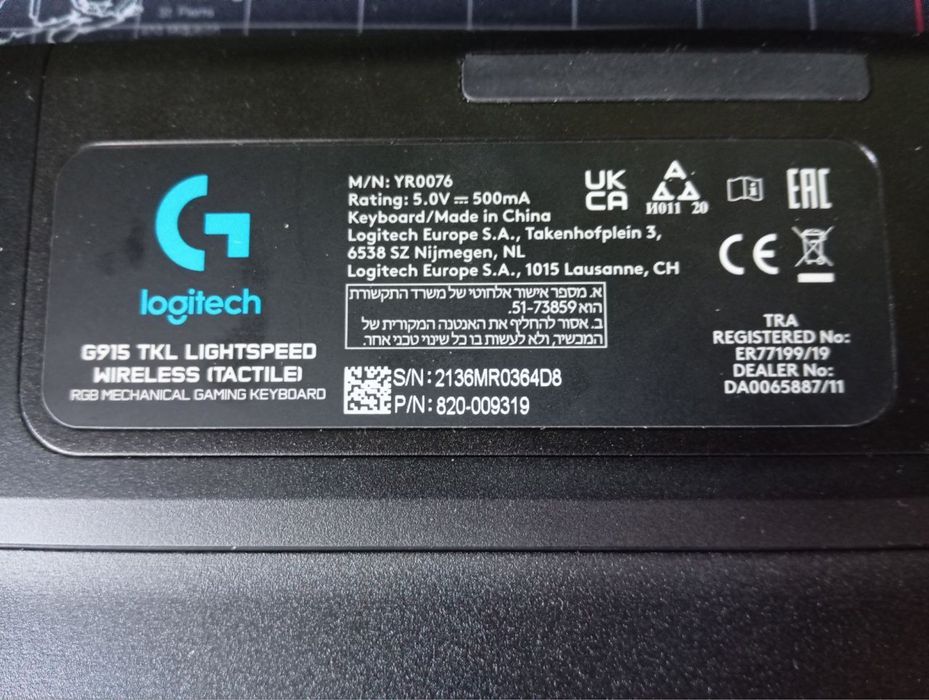 logitech
G915 TKL LIGHTSPEED
WIRELESS (TACTILE)
RGB MECHANICAL GAMING KEYBOARD
M/N: YR0076
Rating: 5.0V ⎓ 500mA
Keyboard/Made in China
Logitech Europe S.A., Takenhofplein 3,
6538 SZ Nijmegen, NL
Logitech Europe S.A., 1015 Lausanne, CH
א. מספר אישור אלחוטי של משרד התקשורת
הוא 51-73859.
ב. אסור להחליף את האנטנה המקורית של
המכשיר, ולא לעשות בו כל שינוי טכני אחר.
S/N: 2136MR0364D8
P/N: 820-009319
UK
CA
A
И011 20
EAC
CE
TRA
REGISTERED No:
ER77199/19
DEALER No:
DA0065887/11